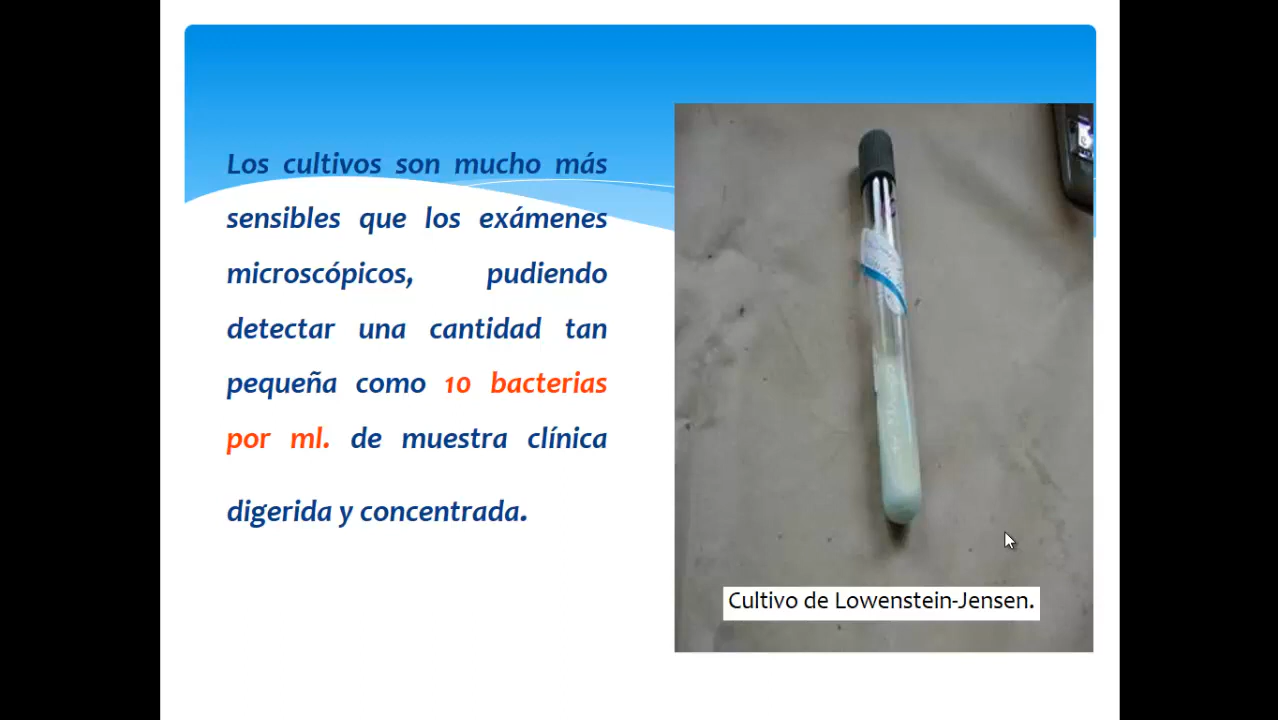 Los cultivos son mucho más
sensibles que los exámenes
microscópicos, pudiendo
detectar una cantidad tan
pequeña como 10 bacterias
por ml. de muestra clínica
digerida y concentrada.
Cultivo de Lowenstein-Jensen.